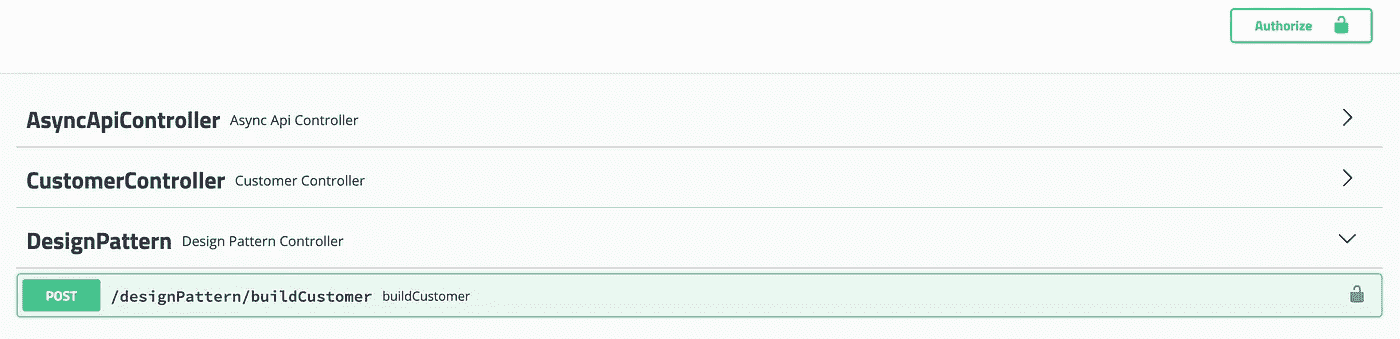 Authorize
AsyncApiController Async Api Controller
CustomerController Customer Controller
DesignPattern Design Pattern Controller
POST /designPattern/buildCustomer buildCustomer